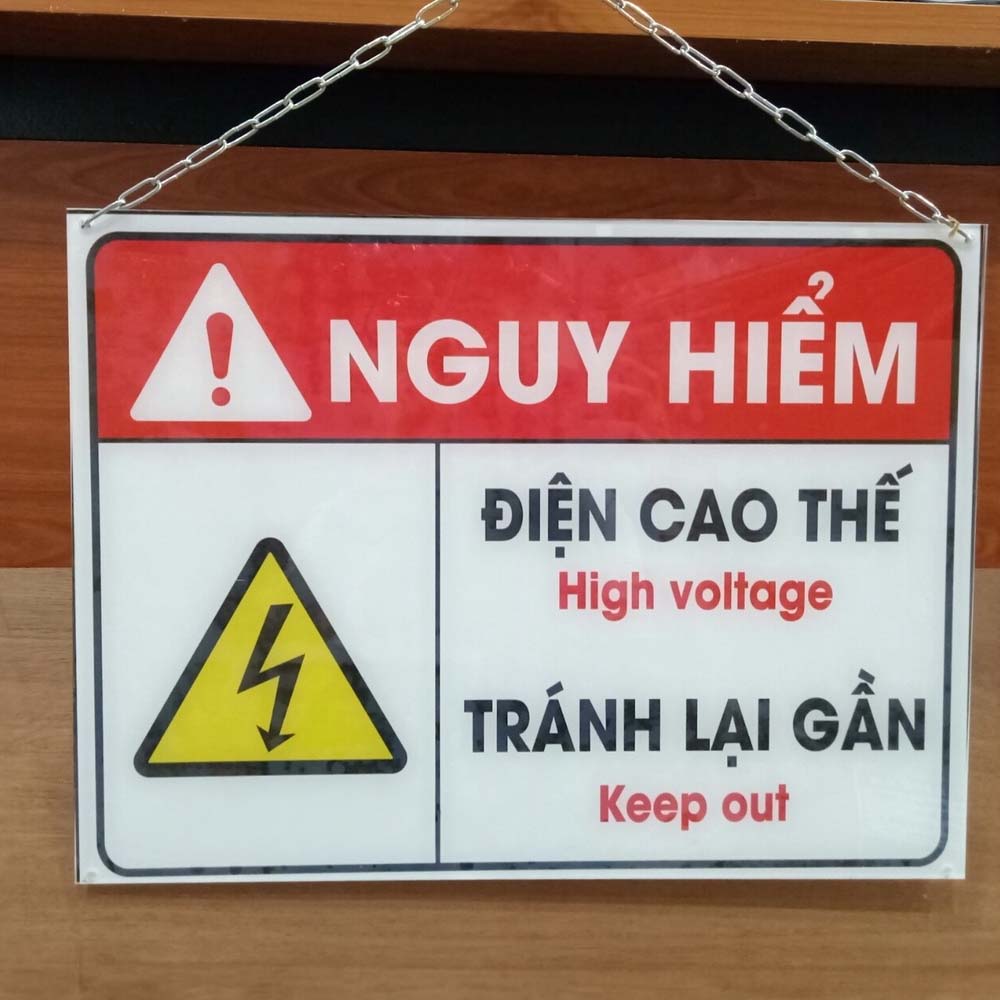 NGUY HIỂM
ĐIỆN CAO THẾ
High voltage
TRÁNH LẠI GẦN
Keep out